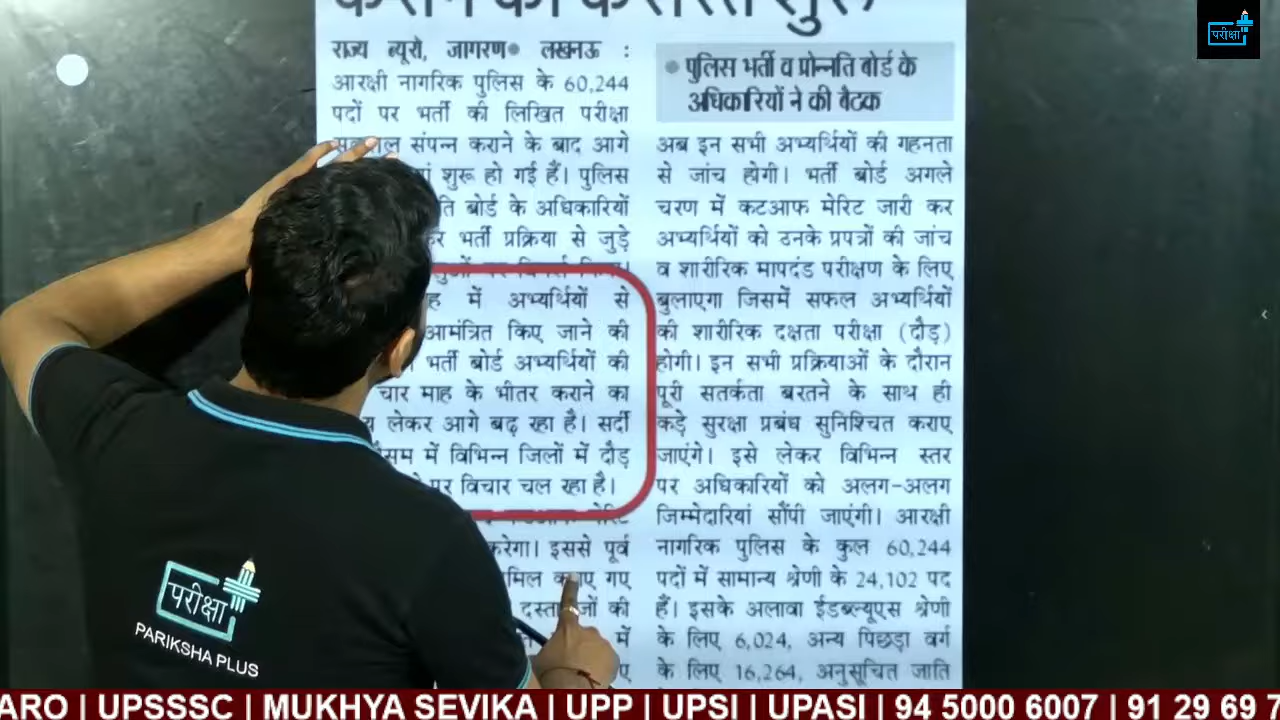 परीक्षा
राज्य ब्यूरो, जागरण● लखनऊ :
आरक्षी नागरिक पुलिस के 60,244
पदों पर भर्ती की लिखित परीक्षा
संपन्न कराने के बाद आगे
शुरू हो गई हैं। पुलिस
बोर्ड के अधिकारियों
भर्ती प्रक्रिया से जुड़े
में अभ्यर्थियों से
आमंत्रित किए जाने की
भर्ती बोर्ड अभ्यर्थियों की
चार माह के भीतर कराने का
लेकर आगे बढ़ रहा है। सर्दी
में विभिन्न जिलों में दौड़
पर विचार चल रहा है।
करेगा। इससे पूर्व
गए
की
में
● पुलिस भर्ती व प्रोन्नति बोर्ड के
अधिकारियों ने की बैठक
अब इन सभी अभ्यर्थियों की गहनता
से जांच होगी। भर्ती बोर्ड अगले
चरण में कटआफ मेरिट जारी कर
अभ्यर्थियों को उनके प्रपत्रों की जांच
व शारीरिक मापदंड परीक्षण के लिए
बुलाएगा जिसमें सफल अभ्यर्थियों
की शारीरिक दक्षता परीक्षा (दौड़)
होगी। इन सभी प्रक्रियाओं के दौरान
पूरी सतर्कता बरतने के साथ ही
कड़े सुरक्षा प्रबंध सुनिश्चित कराए
जाएंगे। इसे लेकर विभिन्न स्तर
पर अधिकारियों को अलग-अलग
जिम्मेदारियां सौंपी जाएंगी। आरक्षी
नागरिक पुलिस के कुल 60,244
पदों में सामान्य श्रेणी के 24,102 पद
हैं। इसके अलावा ईडब्ल्यूएस श्रेणी
के लिए 6,024, अन्य पिछड़ा वर्ग
के लिए 16,264, अनुसूचित जाति
परीक्षा
PARIKSHA PLUS
ARO | UPSSSC | MUKHYA SEVIKA | UPP | UPSI | UPASI | 94 5000 6007 | 91 29 69 7